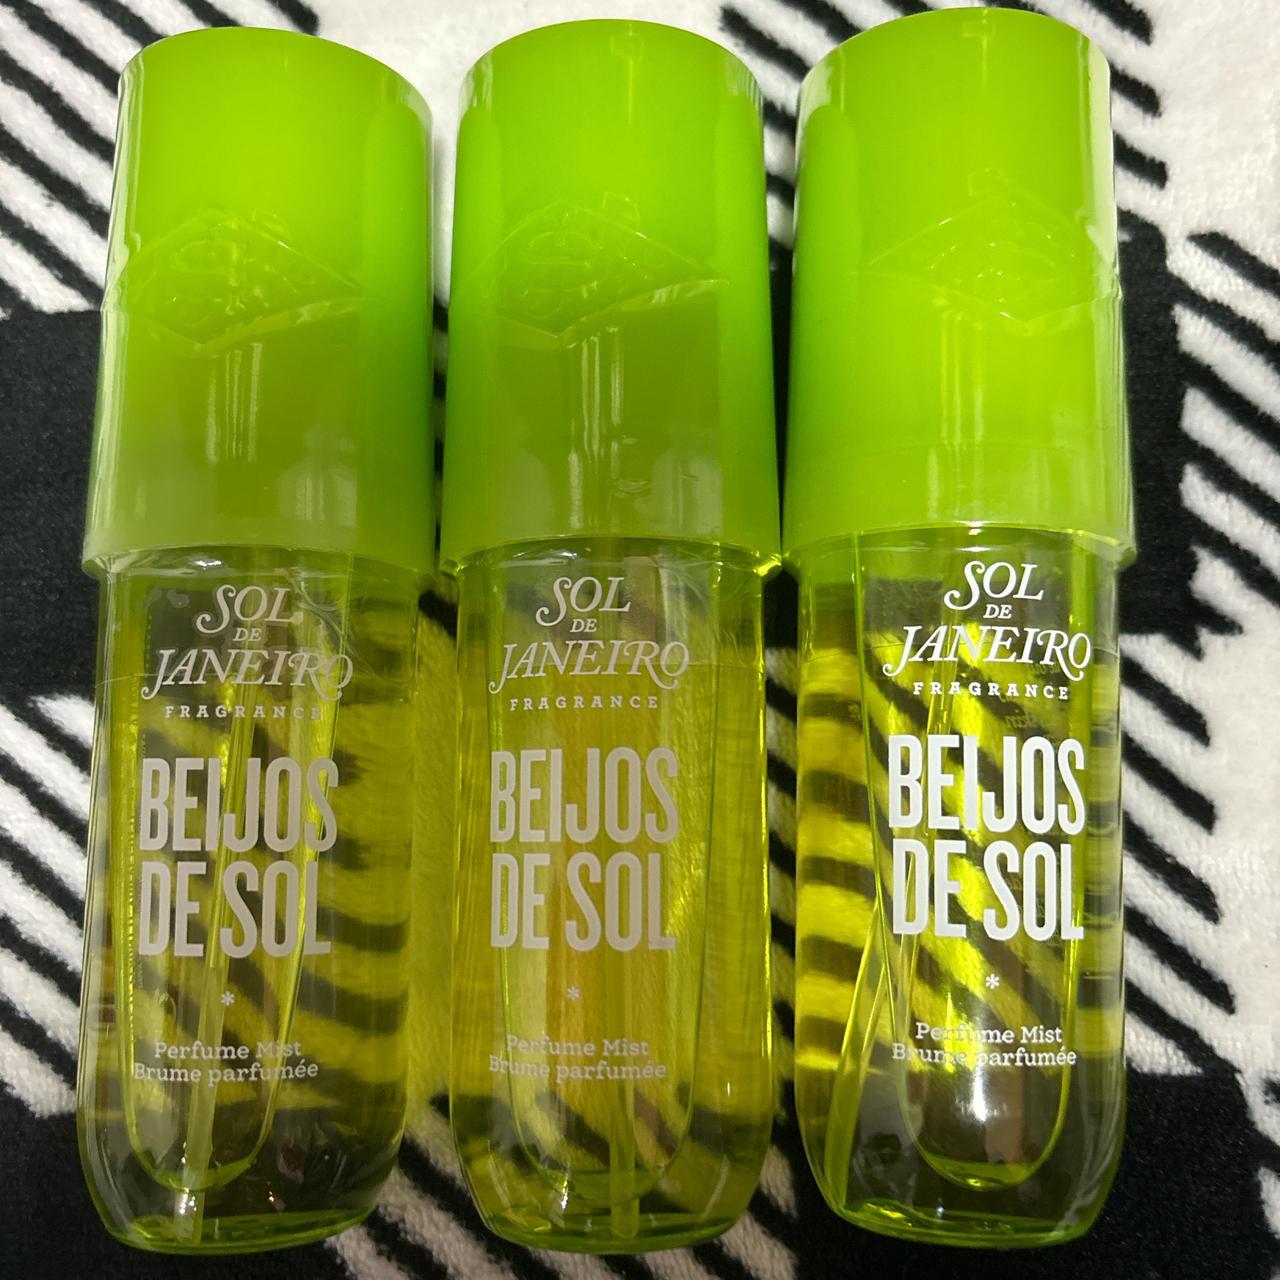 SOL
DE
JANEIRO
FRAGRANCE
BEIJOS
DE SOL
*
Perfume Mist
Brume parfumée
SOL
DE
JANEIRO
FRAGRANCE
BEIJOS
DE SOL
*
Perfume Mist
Brume parfumée
SOL
DE
JANEIRO
FRAGRANCE
BEIJOS
DE SOL
*
Perfume Mist
Brume parfumée